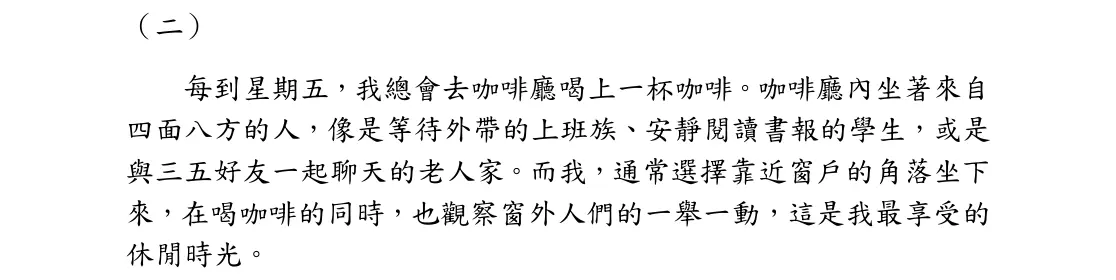 （二）
每到星期五，我總會去咖啡廳喝上一杯咖啡。咖啡廳內坐著來自
四面八方的人，像是等待外帶的上班族、安靜閱讀書報的學生，或是
與三五好友一起聊天的老人家。而我，通常選擇靠近窗戶的角落坐下
來，在喝咖啡的同時，也觀察窗外人們的一舉一動，這是我最享受的
休閒時光。